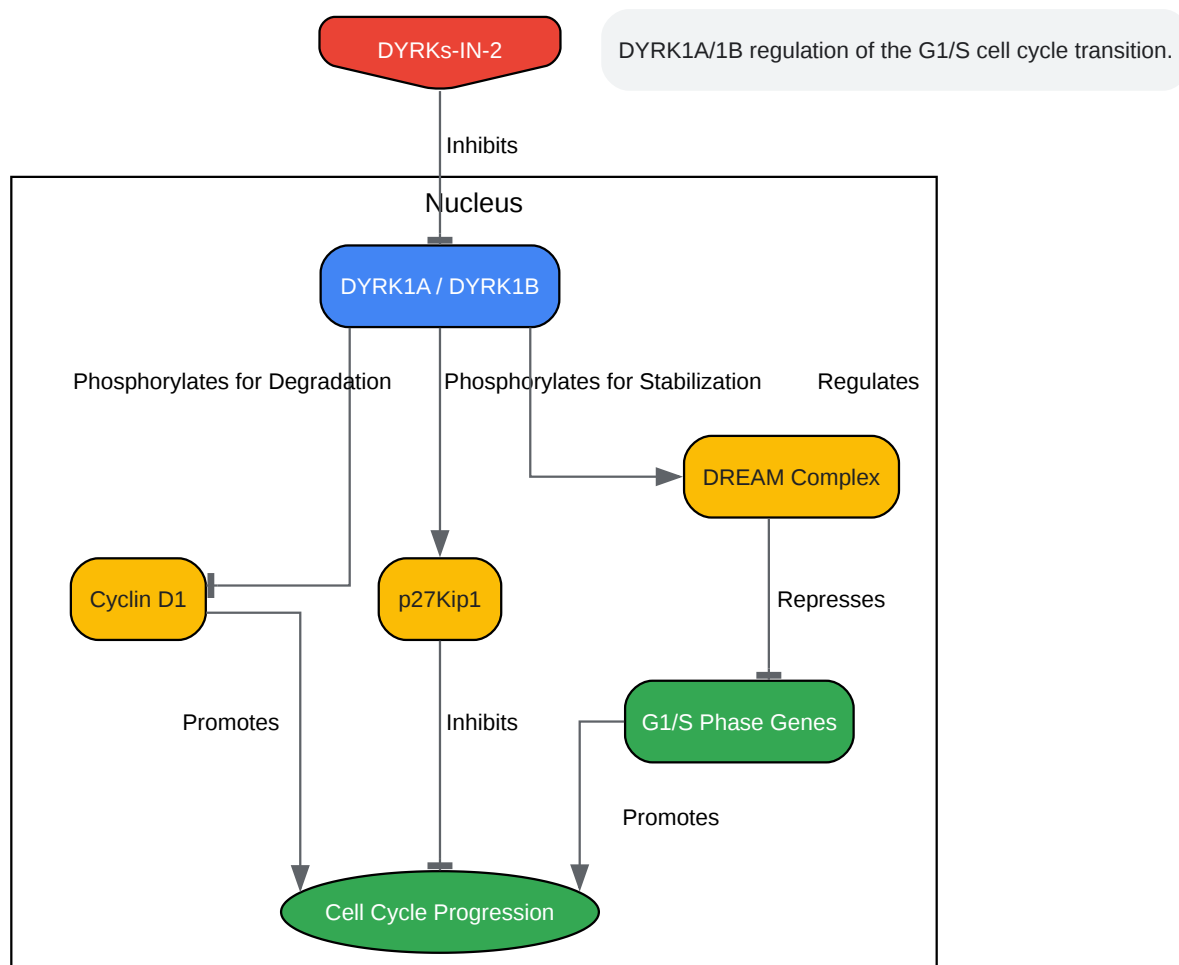 DYRKs-IN-2
DYRK1A/1B regulation of the G1/S cell cycle transition.
Inhibits
Nucleus
DYRK1A / DYRK1B
Phosphorylates for Degradation
Phosphorylates for Stabilization
Regulates
DREAM Complex
Cyclin D1
p27Kip1
Represses
Promotes
Inhibits
G1/S Phase Genes
Promotes
Cell Cycle Progression